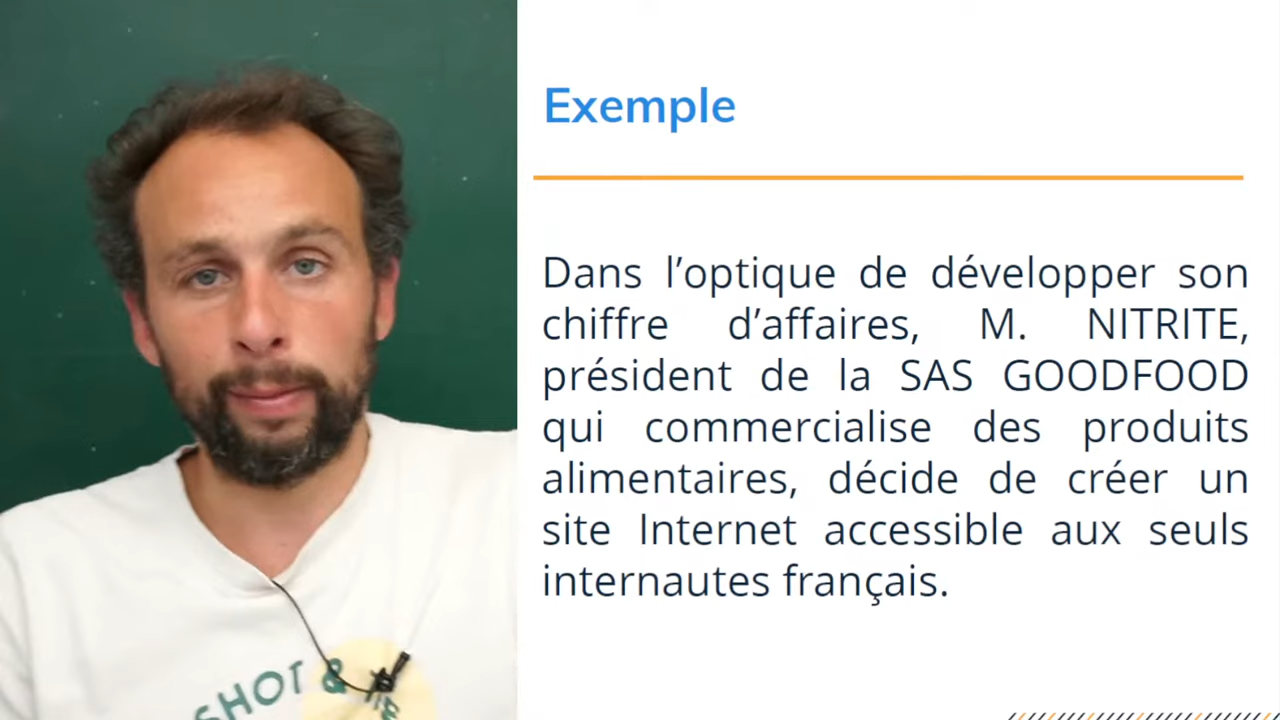 Exemple
Dans l’optique de développer son
chiffre d’affaires, M. NITRITE,
président de la SAS GOODFOOD
qui commercialise des produits
alimentaires, décide de créer un
site Internet accessible aux seuls
internautes français.
SHOT &